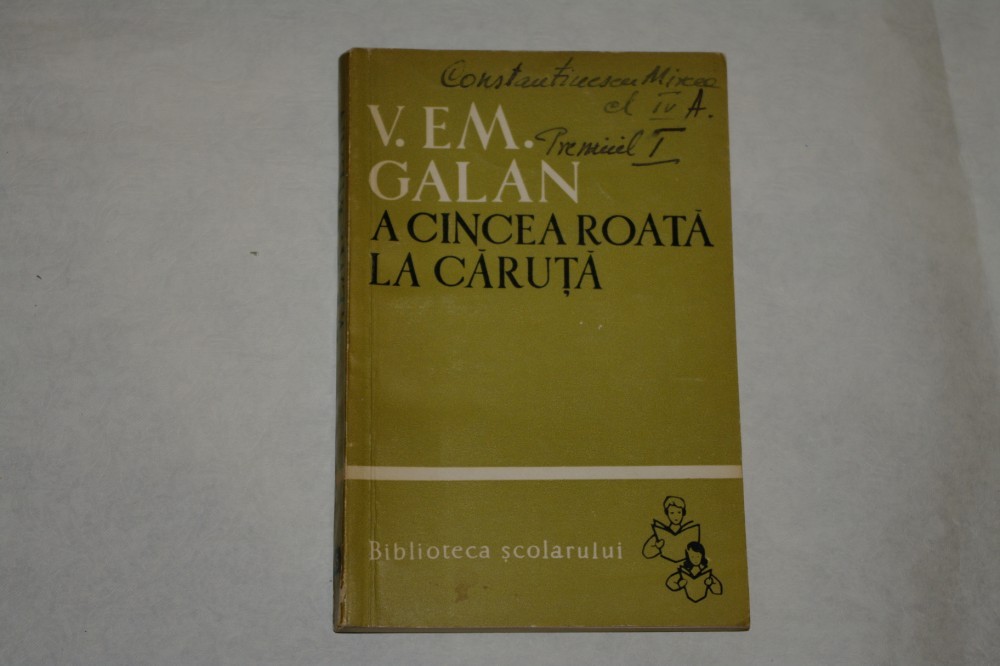 Constantinescu Mircea
cl IV A.
Premiul I
V. EM.
GALAN
A CINCEA ROATĂ
LA CĂRUȚĂ
Biblioteca școlarului